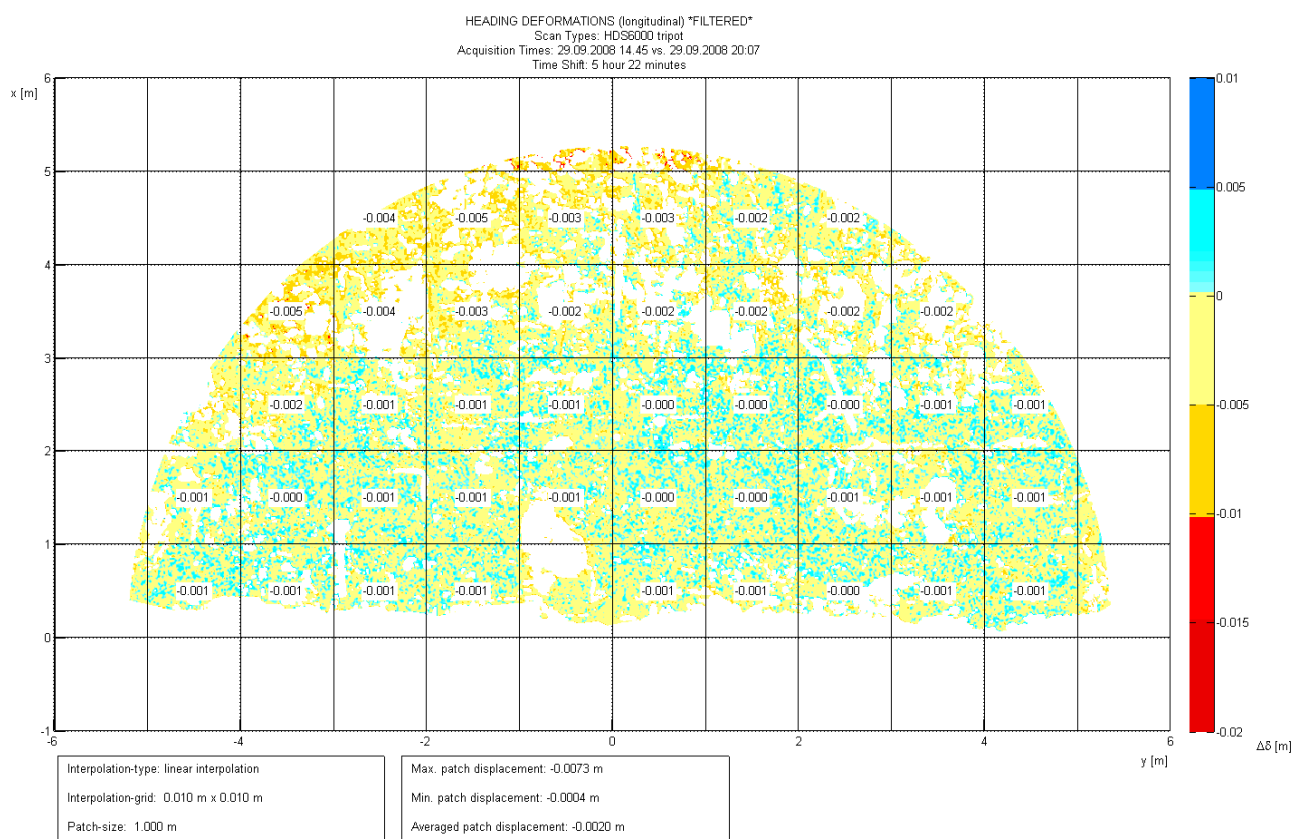 HEADING DEFORMATIONS (longitudinal) *FILTERED*
Scan Types: HDS6000 tripot
Acquisition Times: 29.09.2008 14.45 vs. 29.09.2008 20:07
Time Shift: 5 hour 22 minutes
x [m]
6
5
4
3
2
1
0
-1
-0.004 -0.005 -0.003 -0.003 -0.002 -0.002
-0.005 -0.004 -0.003 -0.002 -0.002 -0.002 -0.002 -0.002
-0.002 -0.001 -0.001 -0.001 -0.000 -0.000 -0.000 -0.001 -0.001
-0.001 -0.000 -0.001 -0.001 -0.001 -0.000 -0.000 -0.001 -0.001 -0.001
-0.001 -0.001 -0.001 -0.001 -0.001 -0.001 -0.000 -0.001 -0.001
-6 -4 -2 0 2 4 6
y [m]
0.01
0.005
0
-0.005
-0.01
-0.015
-0.02
Δδ [m]
Interpolation-type: linear interpolation
Interpolation-grid: 0.010 m x 0.010 m
Patch-size: 1.000 m
Max. patch displacement: -0.0073 m
Min. patch displacement: -0.0004 m
Averaged patch displacement: -0.0020 m